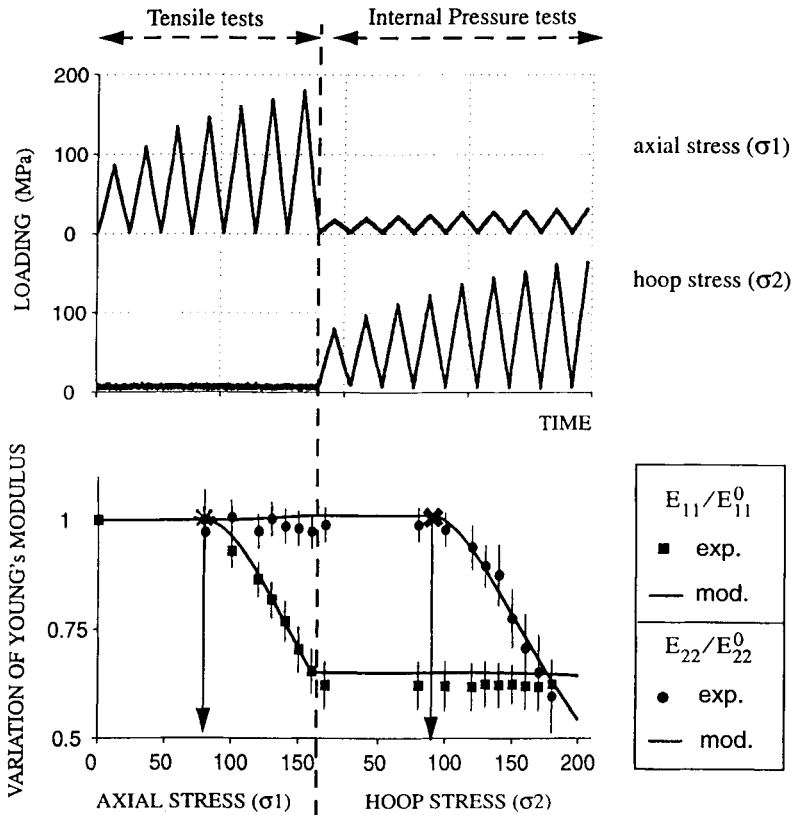 Tensile tests Internal Pressure tests
LOADING (MPa)
200
100
0
100
0
axial stress (σ1)
hoop stress (σ2)
TIME
VARIATION OF YOUNG's MODULUS
1
0.75
0.5
0 50 100 150 50 100 150 200
AXIAL STRESS (σ1) HOOP STRESS (σ2)
E₁₁/E⁰₁₁
exp.
mod.
E₂₂/E⁰₂₂
exp.
mod.